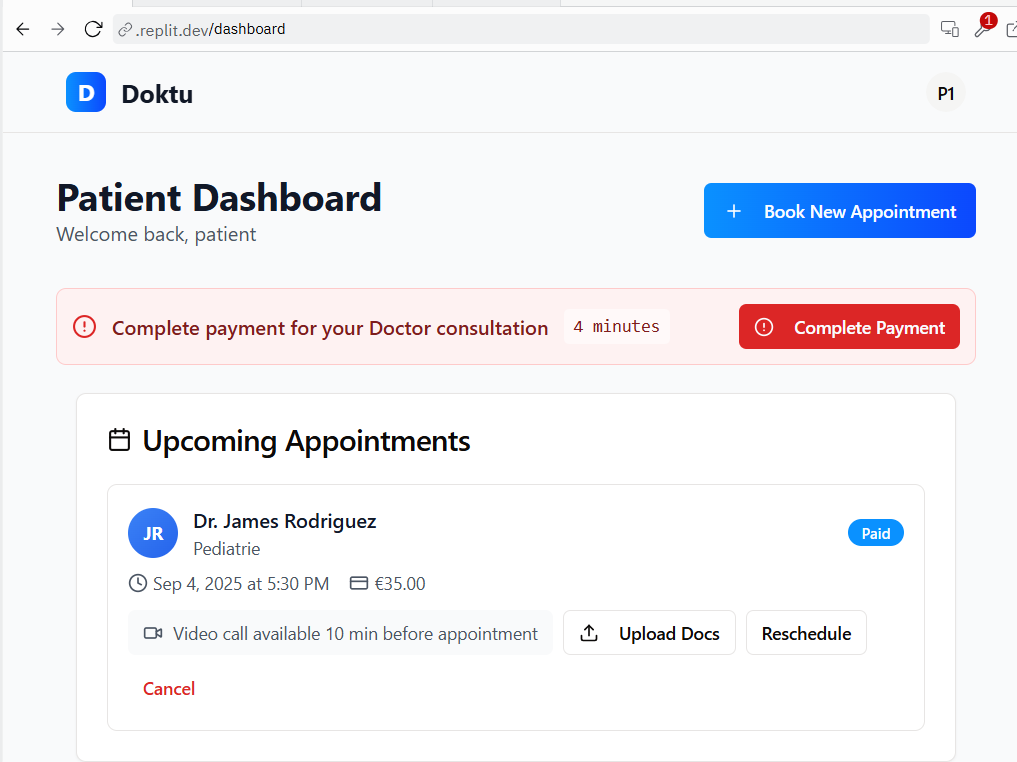 .replit.dev/dashboard
1
D Doktu
P1
Patient Dashboard
Welcome back, patient
+ Book New Appointment
Complete payment for your Doctor consultation 4 minutes Complete Payment
Upcoming Appointments
JR
Dr. James Rodriguez
Pediatrie
Paid
Sep 4, 2025 at 5:30 PM €35.00
Video call available 10 min before appointment Upload Docs Reschedule
Cancel